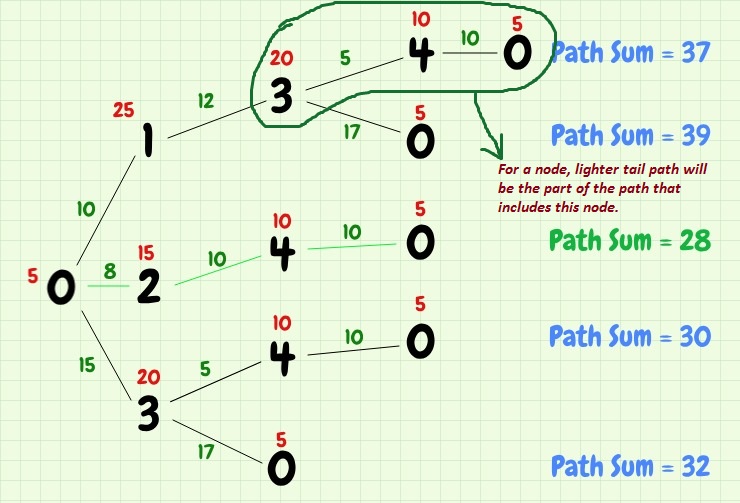 10 5
20 5 4 10 0 Path Sum = 37
25 12 3
5
1 17 0 Path Sum = 39
For a node, lighter tail path will
be the part of the path that
includes this node.
10 5
10 4 10 0 Path Sum = 28
15 10
5 0 8 2
10 5
4 10 0 Path Sum = 30
15 20 5
3
17 5
0 Path Sum = 32